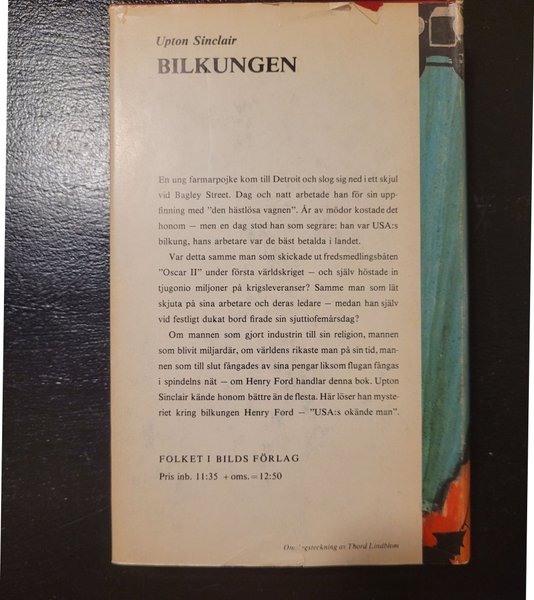 Upton Sinclair
BILKUNGEN
En ung farmarpojke kom till Detroit och slog sig ned i ett skjul
vid Bagley Street. Dag och natt arbetade han för sin upp-
finning med "den hästlösa vagnen". År av mödor kostade det
honom – men en dag stod han som segrare: han var USA:s
bilkung, hans arbetare var de bäst betalda i landet.
Var detta samme man som skickade ut fredsmedlingsbåten
"Oscar II" under första världskriget – och själv höstade in
tjugonio miljoner på krigsleveranser? Samme man som lät
skjuta på sina arbetare och deras ledare – medan han själv
vid festligt dukat bord firade sin sjuttiofemårsdag?
Om mannen som gjort industrin till sin religion, mannen
som blivit miljardär, om världens rikaste man på sin tid, man-
nen som till slut fångades av sina pengar liksom flugan fångas
i spindelns nät – om Henry Ford handlar denna bok. Upton
Sinclair kände honom bättre än de flesta. Här löser han myste-
riet kring bilkungen Henry Ford – "USA:s okände man".
FOLKET I BILDS FÖRLAG
Pris inb. 11:35 + oms. = 12:50
av Thord Lindblom